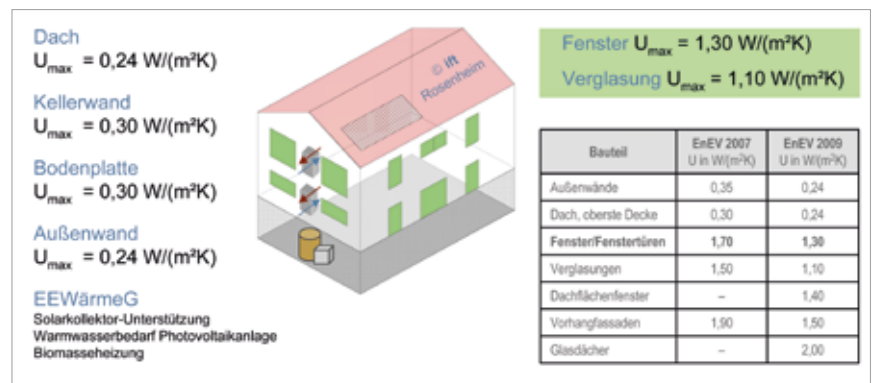 Dach
Umax = 0,24 W/(m²K)
Kellerwand
Umax = 0,30 W/(m²K)
Bodenplatte
Umax = 0,30 W/(m²K)
Außenwand
Umax = 0,24 W/(m²K)
EEWärmeG
Solarkollektor-Unterstützung
Warmwasserbedarf Photovoltaikanlage
Biomasseheizung
© ift
Rosenheim
Fenster Umax = 1,30 W/(m²K)
Verglasung Umax = 1,10 W/(m²K)
Bauteil EnEV 2007 U in W/(m²K) EnEV 2009 U in W/(m²K)
Außenwände 0,35 0,24
Dach, oberste Decke 0,30 0,24
Fenster/Fenstertüren 1,70 1,30
Verglasungen 1,50 1,10
Dachflächenfenster – 1,40
Vorhangfassaden 1,90 1,50
Glasdächer – 2,00